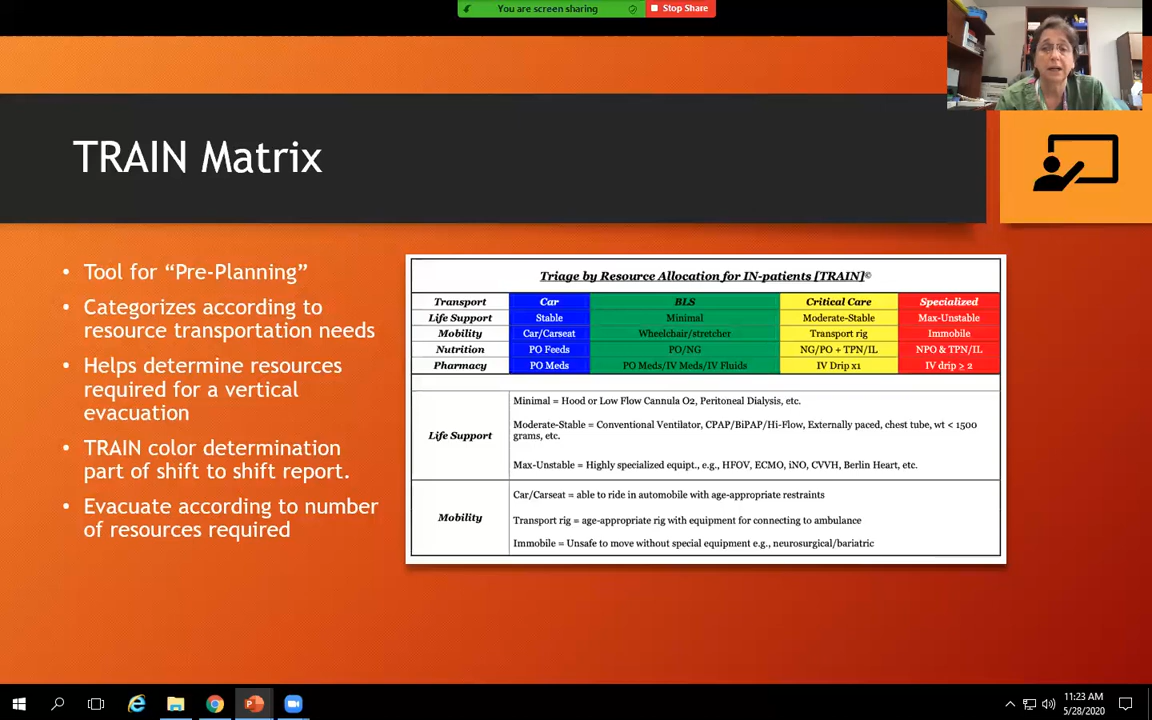 You are screen sharing
Stop Share
TRAIN Matrix
• Tool for “Pre-Planning”
• Categorizes according to
resource transportation needs
• Helps determine resources
required for a vertical
evacuation
• TRAIN color determination
part of shift to shift report.
• Evacuate according to number
of resources required
Triage by Resource Allocation for IN-patients [TRAIN]©
Transport Car BLS Critical Care Specialized
Life Support Stable Minimal Moderate-Stable Max-Unstable
Mobility Car/Carseat Wheelchair/stretcher Transport rig Immobile
Nutrition PO Feeds PO/NG NG/PO + TPN/IL NPO & TPN/IL
Pharmacy PO Meds PO Meds/IV Meds/IV Fluids IV Drip x1 IV drip ≥ 2
Life Support
Minimal = Hood or Low Flow Cannula O2, Peritoneal Dialysis, etc.
Moderate-Stable = Conventional Ventilator, CPAP/BiPAP/Hi-Flow, Externally paced, chest tube, wt < 1500
grams, etc.
Max-Unstable = Highly specialized equipt., e.g., HFOV, ECMO, iNO, CVVH, Berlin Heart, etc.
Mobility
Car/Carseat = able to ride in automobile with age-appropriate restraints
Transport rig = age-appropriate rig with equipment for connecting to ambulance
Immobile = Unsafe to move without special equipment e.g., neurosurgical/bariatric
11:23 AM
5/28/2020